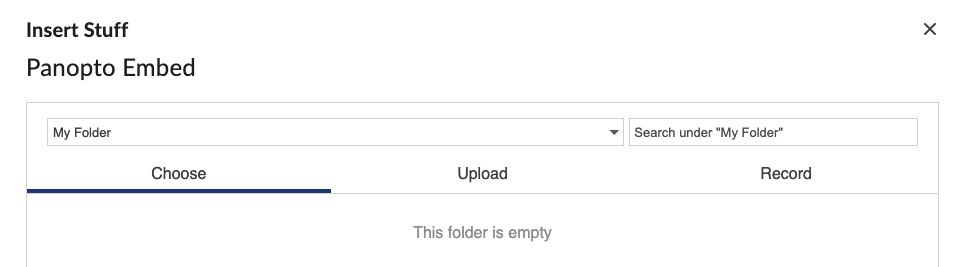 Insert Stuff
Panopto Embed
My Folder Search under "My Folder"
Choose Upload Record
This folder is empty